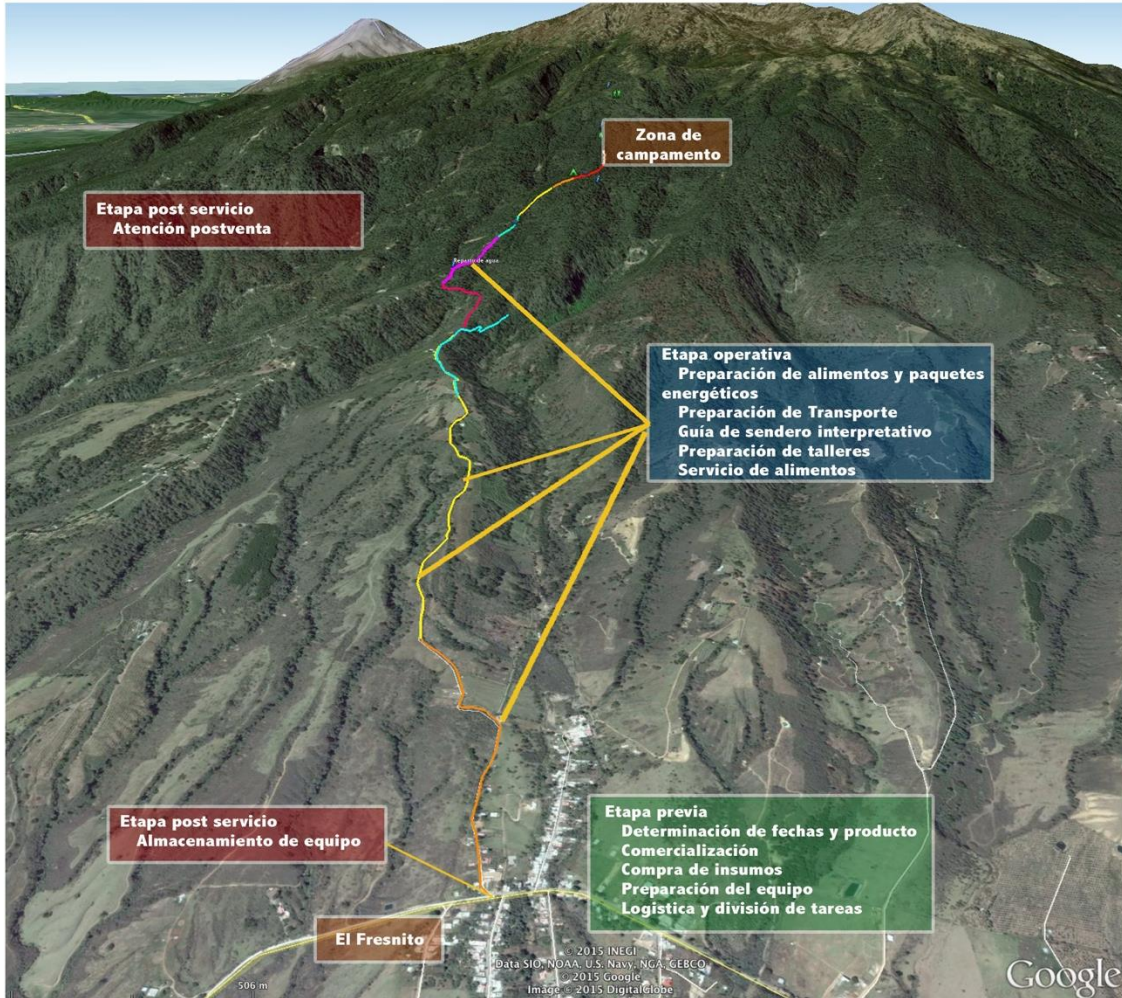 Zona de
campamento
Etapa post servicio
Atención postventa
Reparto de agua
Etapa operativa
Preparación de alimentos y paquetes
energéticos
Preparación de Transporte
Guía de sendero interpretativo
Preparación de talleres
Servicio de alimentos
Etapa post servicio
Almacenamiento de equipo
Etapa previa
Determinación de fechas y producto
Comercialización
Compra de insumos
Preparación del equipo
Logistica y división de tareas
El Fresnito
506 m
© 2015 INEGI
Data SIO, NOAA, U.S. Navy, NGA, GEBCO
© 2015 Google
Image © 2015 DigitalGlobe
Google